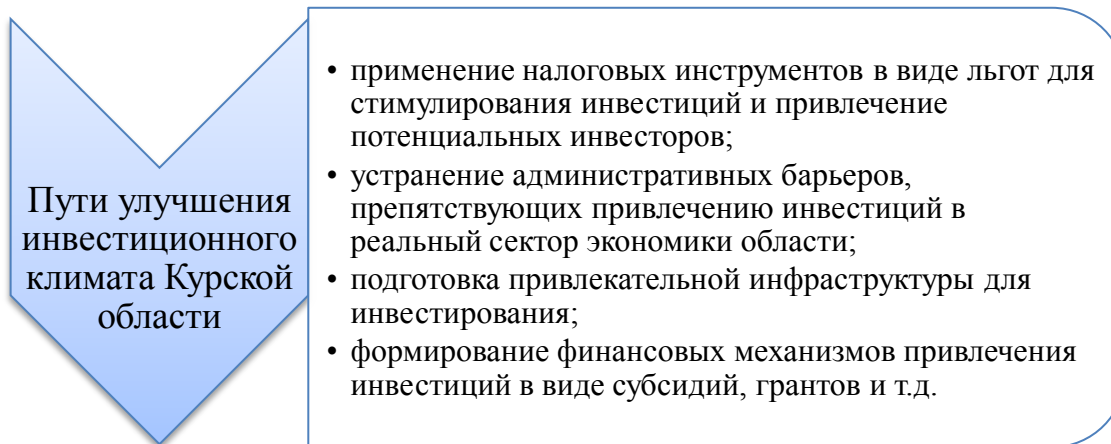 Пути улучшения
инвестиционного
климата Курской
области
• применение налоговых инструментов в виде льгот для
стимулирования инвестиций и привлечение
потенциальных инвесторов;
• устранение административных барьеров,
препятствующих привлечению инвестиций в
реальный сектор экономики области;
• подготовка привлекательной инфраструктуры для
инвестирования;
• формирование финансовых механизмов привлечения
инвестиций в виде субсидий, грантов и т.д.